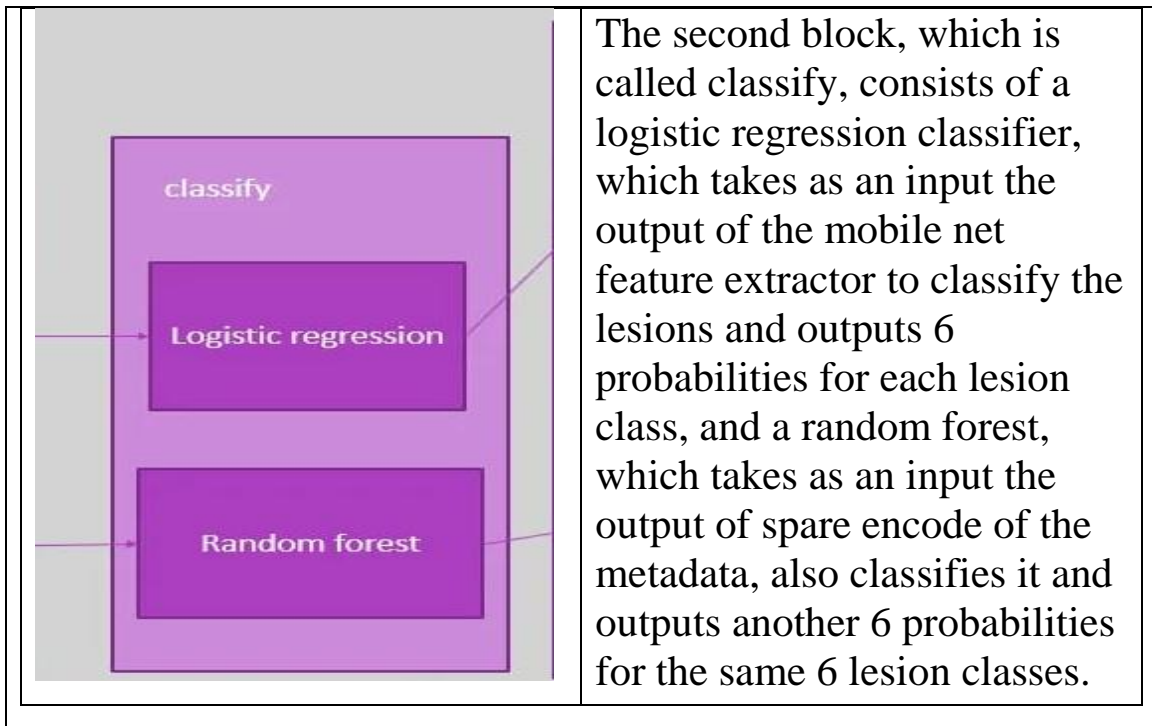 classify
Logistic regression
Random forest
The second block, which is
called classify, consists of a
logistic regression classifier,
which takes as an input the
output of the mobile net
feature extractor to classify the
lesions and outputs 6
probabilities for each lesion
class, and a random forest,
which takes as an input the
output of spare encode of the
metadata, also classifies it and
outputs another 6 probabilities
for the same 6 lesion classes.